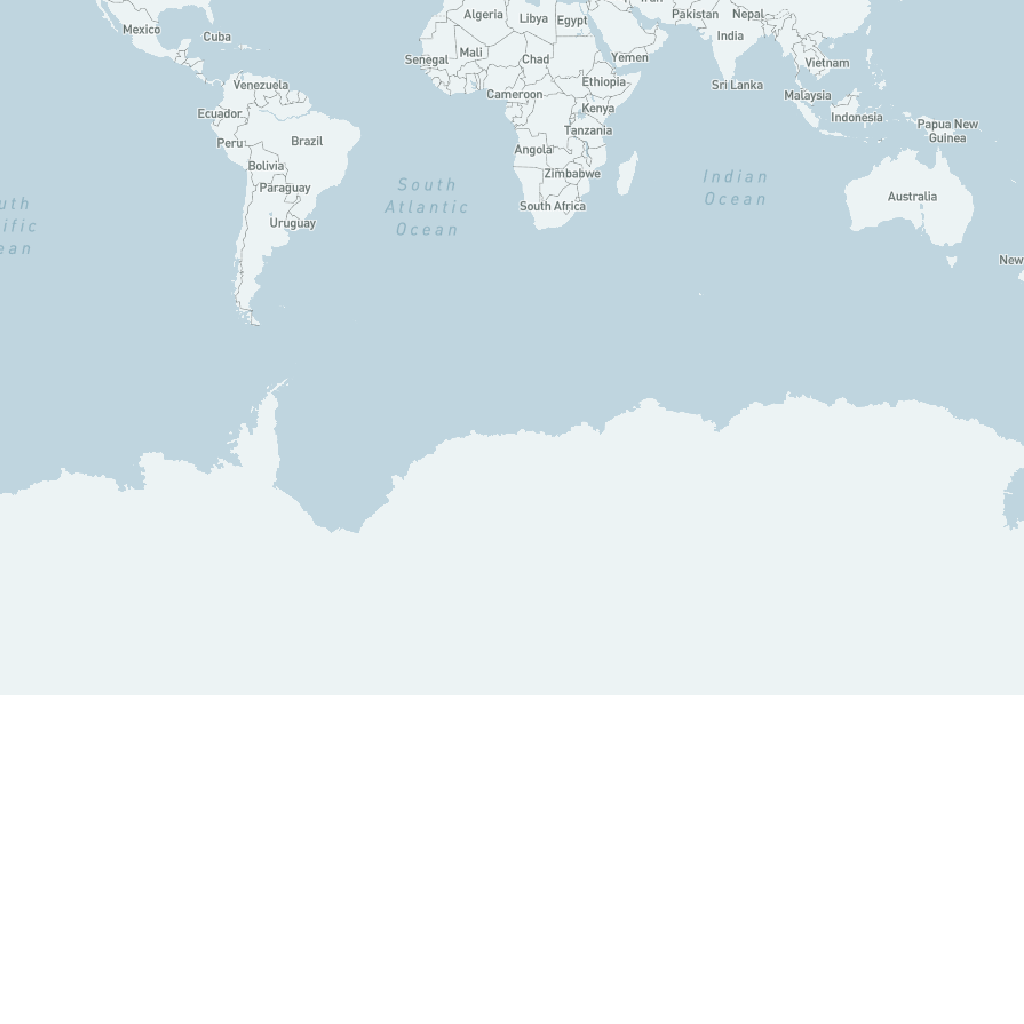 Algeria
Libya
Egypt
Pakistan
Nepal
Mexico
Cuba
India
Mali
Senegal
Chad
Yemen
Vietnam
Venezuela
Cameroon
Ethiopia
Sri Lanka
Malaysia
Ecuador
Kenya
Indonesia
Papua New
Guinea
Tanzania
Peru
Brazil
Angola
Bolivia
Zimbabwe
Paraguay
South
Atlantic
Ocean
Indian
Ocean
Australia
South Africa
Uruguay
uth
ific
ean
New